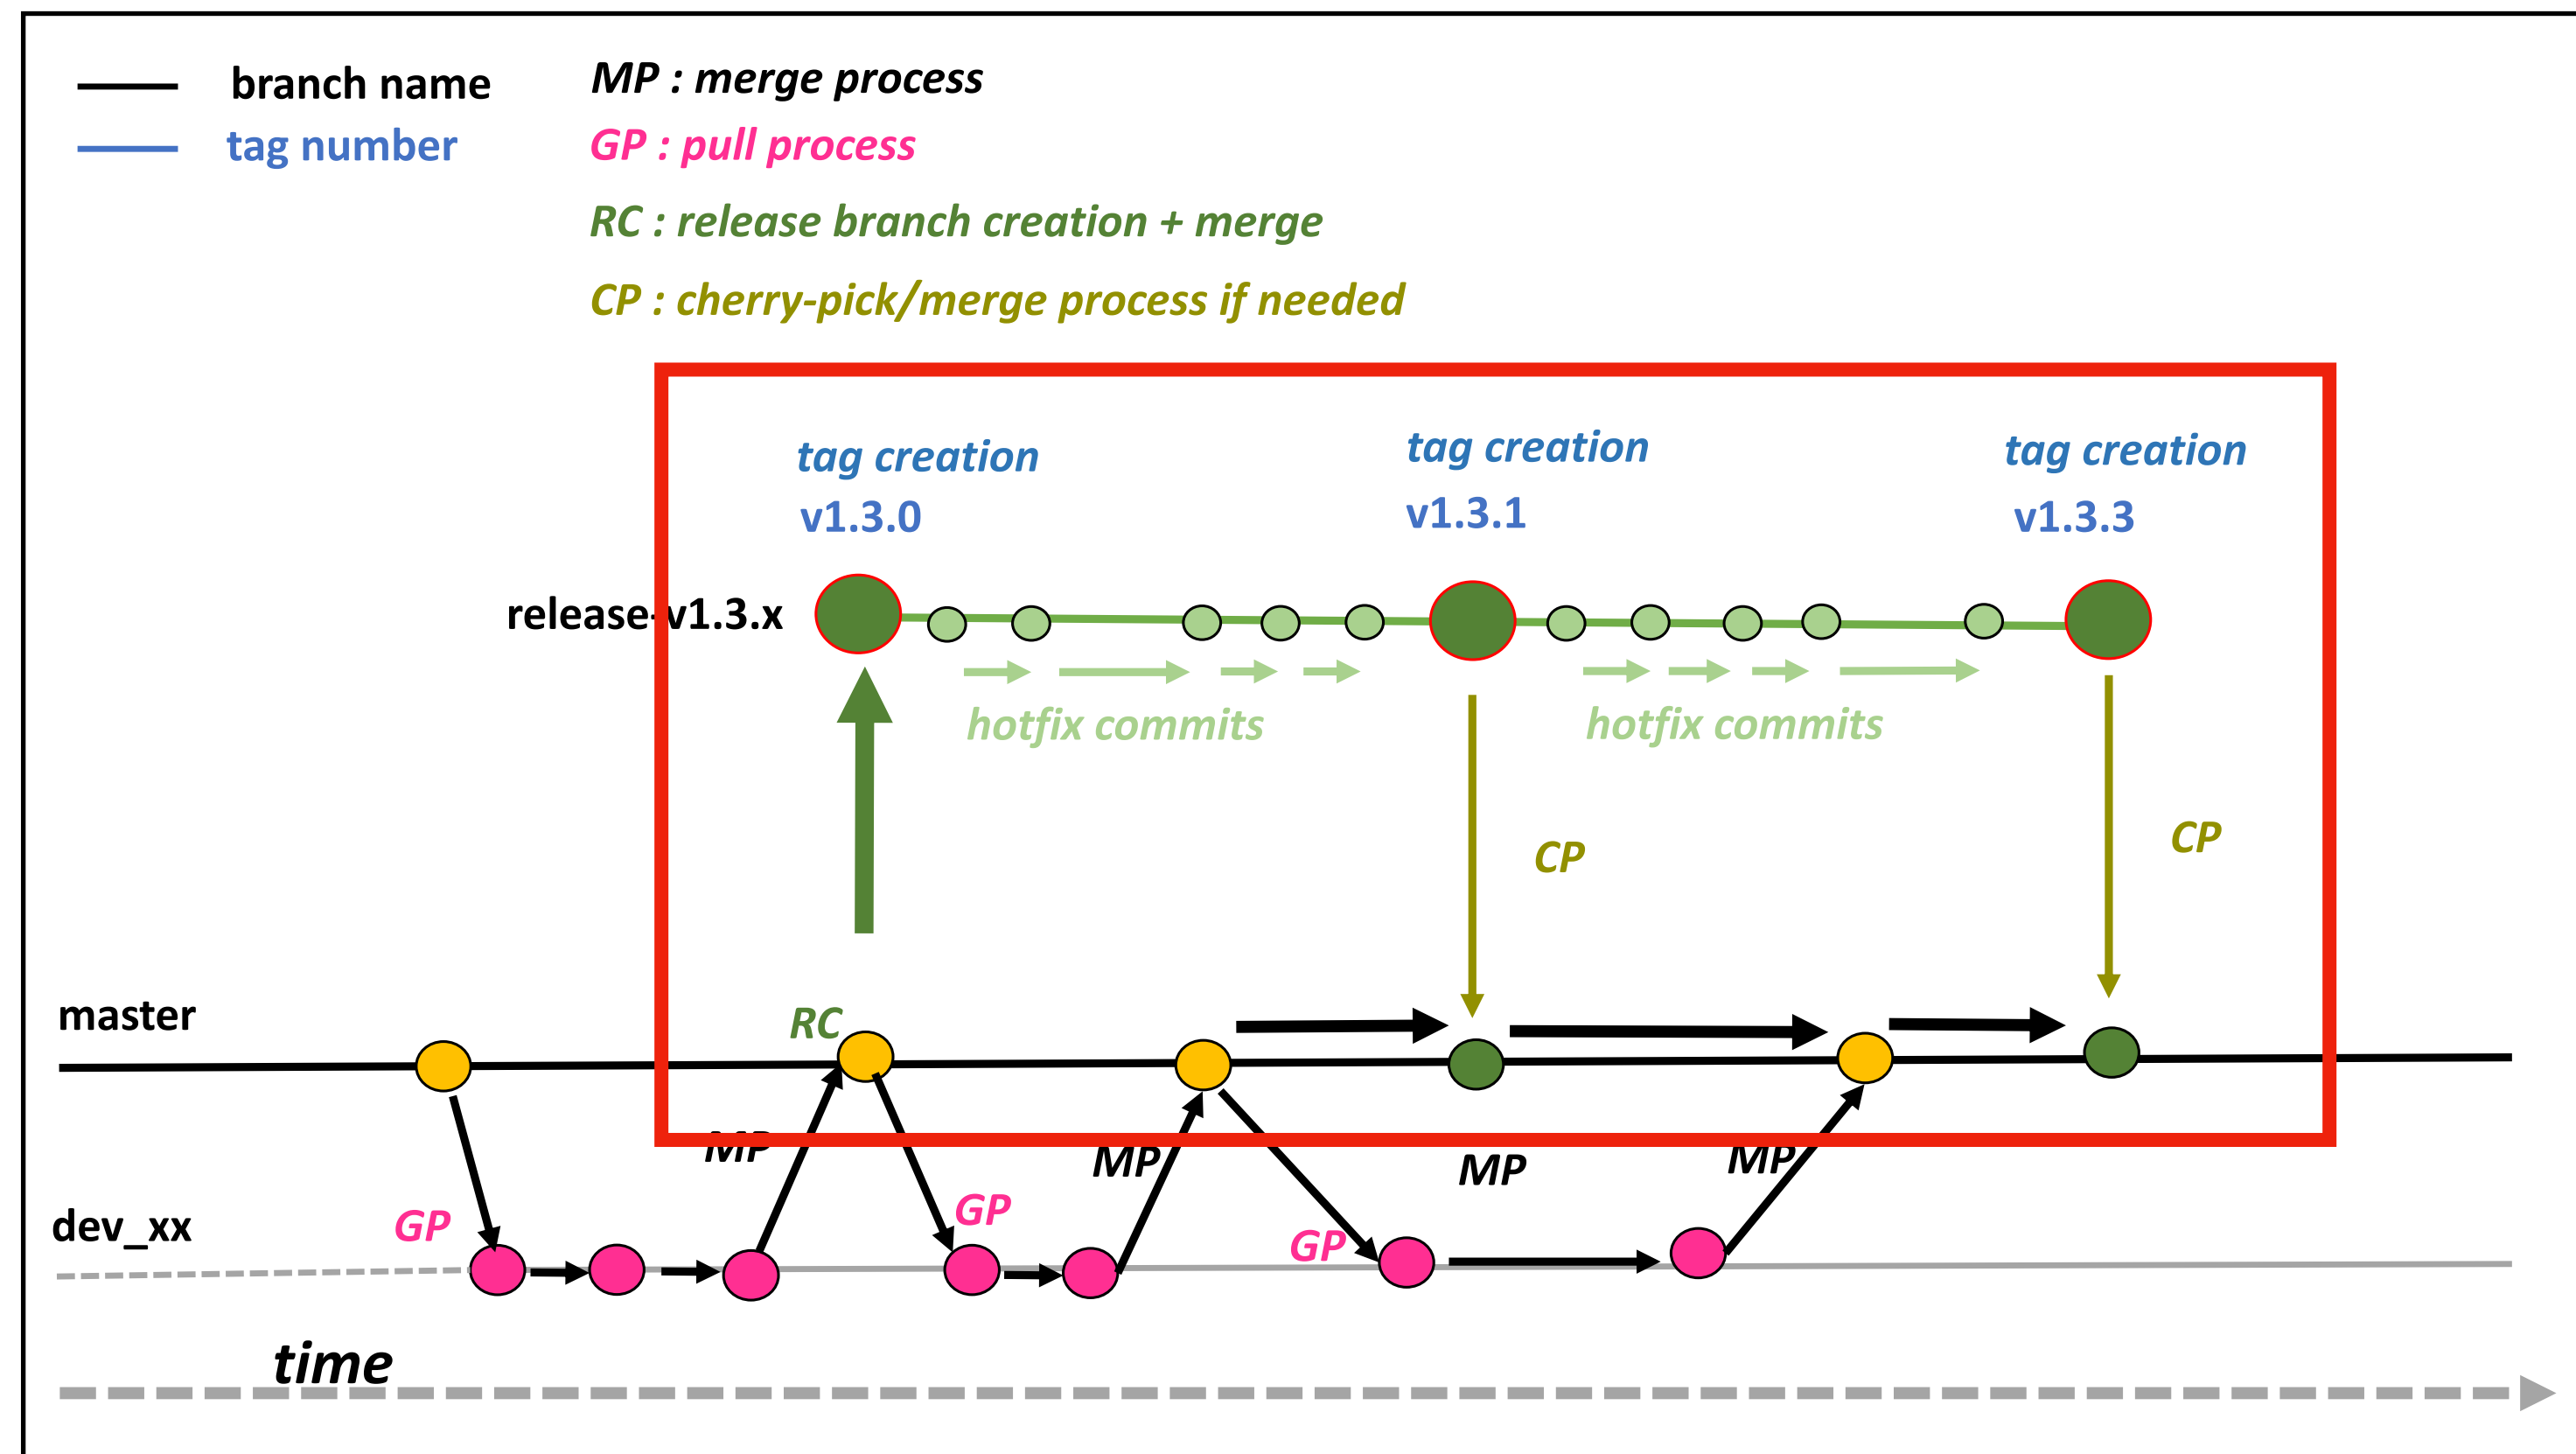 branch name
tag number
MP : merge process
GP : pull process
RC : release branch creation + merge
CP : cherry-pick/merge process if needed
tag creation
v1.3.0
tag creation
v1.3.1
tag creation
v1.3.3
release-v1.3.x
hotfix commits
hotfix commits
CP
CP
master
RC
MP
MP
MP
MP
dev_xx
GP
GP
GP
time